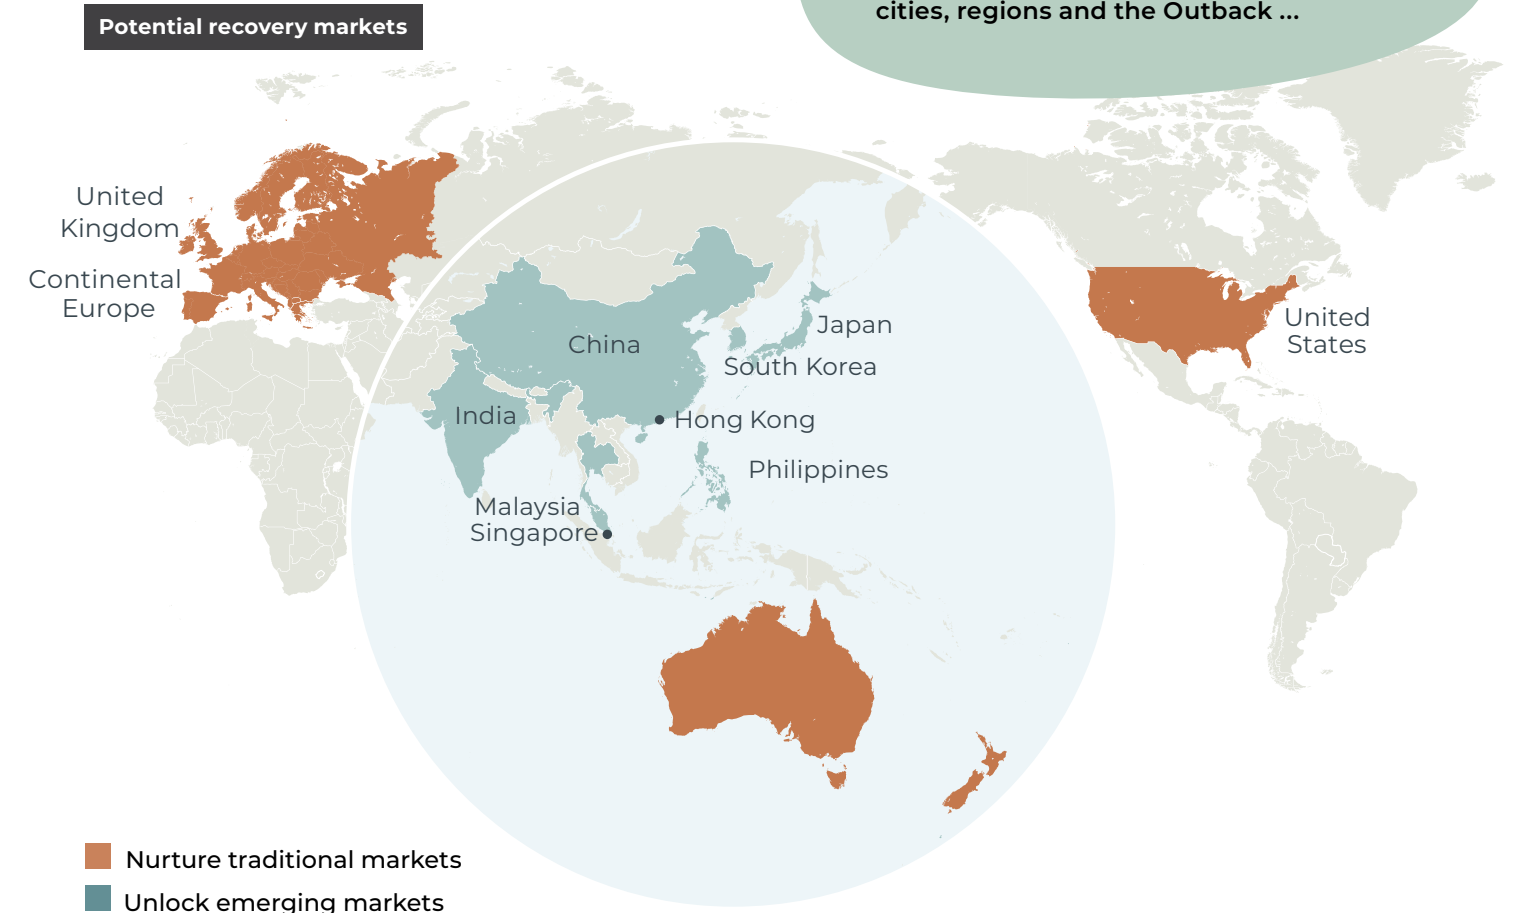 cities, regions and the Outback ...
Potential recovery markets
United
Kingdom
Continental
Europe
China
Japan
South Korea
India
Hong Kong
Philippines
Malaysia
Singapore
United
States
Nurture traditional markets
Unlock emerging markets